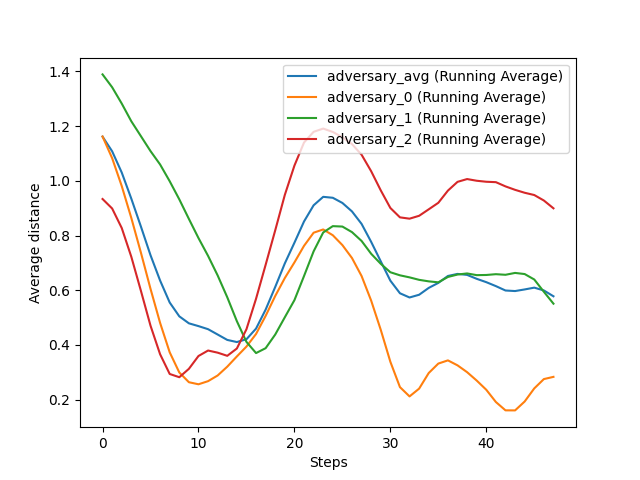 adversary_avg (Running Average)
adversary_0 (Running Average)
adversary_1 (Running Average)
adversary_2 (Running Average)
Average distance
1.4
1.2
1.0
0.8
0.6
0.4
0.2
0 10 20 30 40
Steps